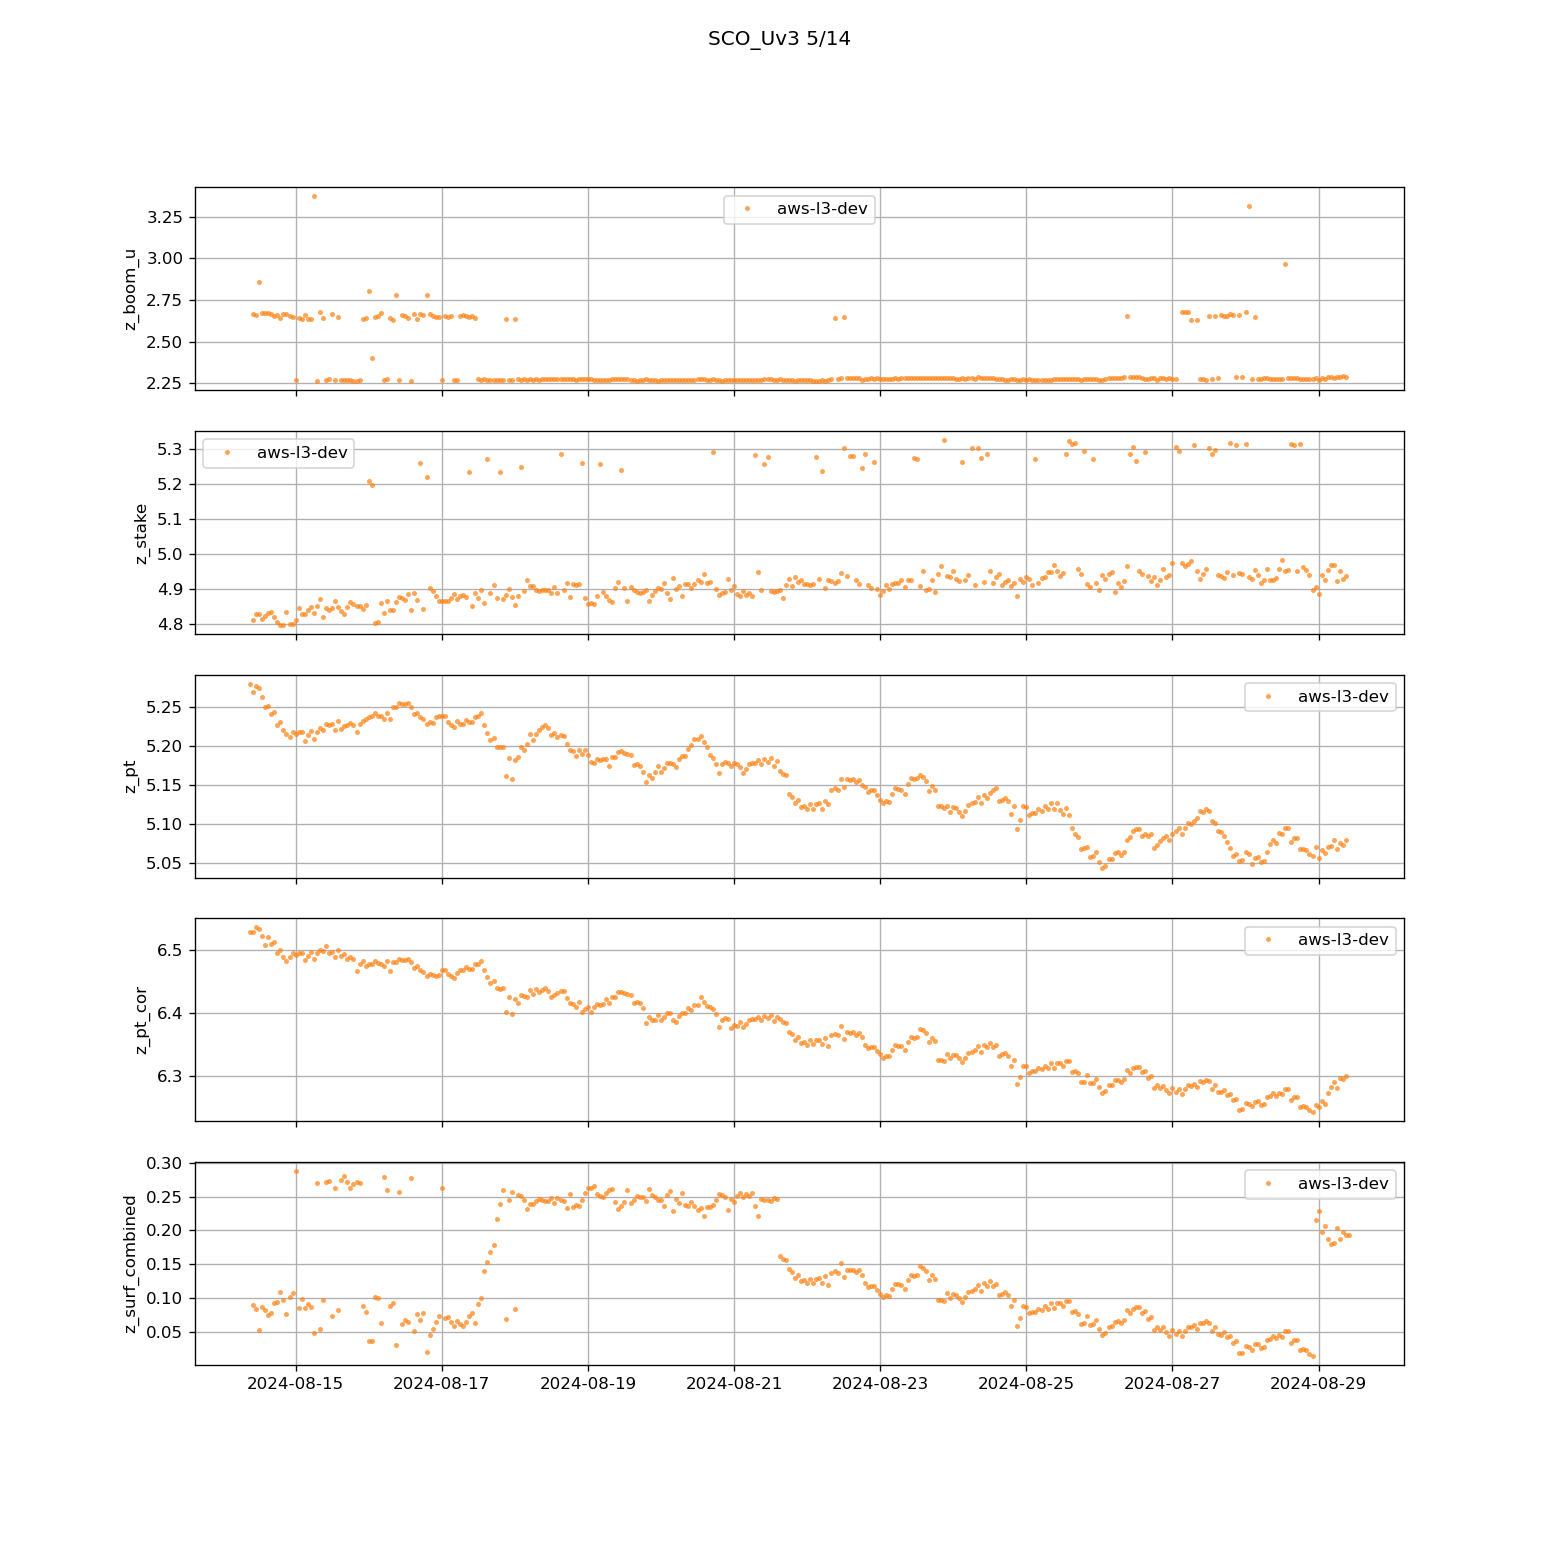 SCO_Uv3 5/14
z_boom_u
3.25
3.00
2.75
2.50
2.25
aws-l3-dev
z_stake
5.3
5.2
5.1
5.0
4.9
4.8
aws-l3-dev
z_pt
5.25
5.20
5.15
5.10
5.05
aws-l3-dev
z_pt_cor
6.5
6.4
6.3
aws-l3-dev
z_surf_combined
0.30
0.25
0.20
0.15
0.10
0.05
aws-l3-dev
2024-08-15 2024-08-17 2024-08-19 2024-08-21 2024-08-23 2024-08-25 2024-08-27 2024-08-29